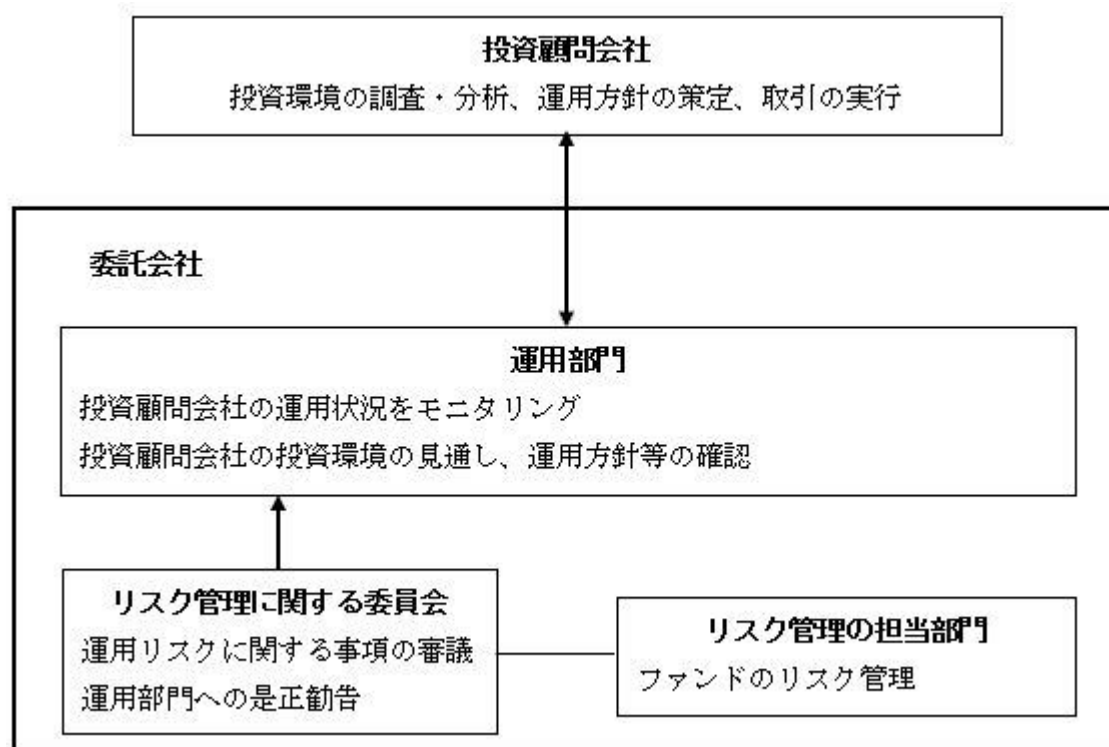 投資顧問会社
投資環境の調査・分析、運用方針の策定、取引の実行
委託会社
運用部門
投資顧問会社の運用状況をモニタリング
投資顧問会社の投資環境の見通し、運用方針等の確認
リスク管理に関する委員会
運用リスクに関する事項の審議
運用部門への是正勧告
リスク管理の担当部門
ファンドのリスク管理